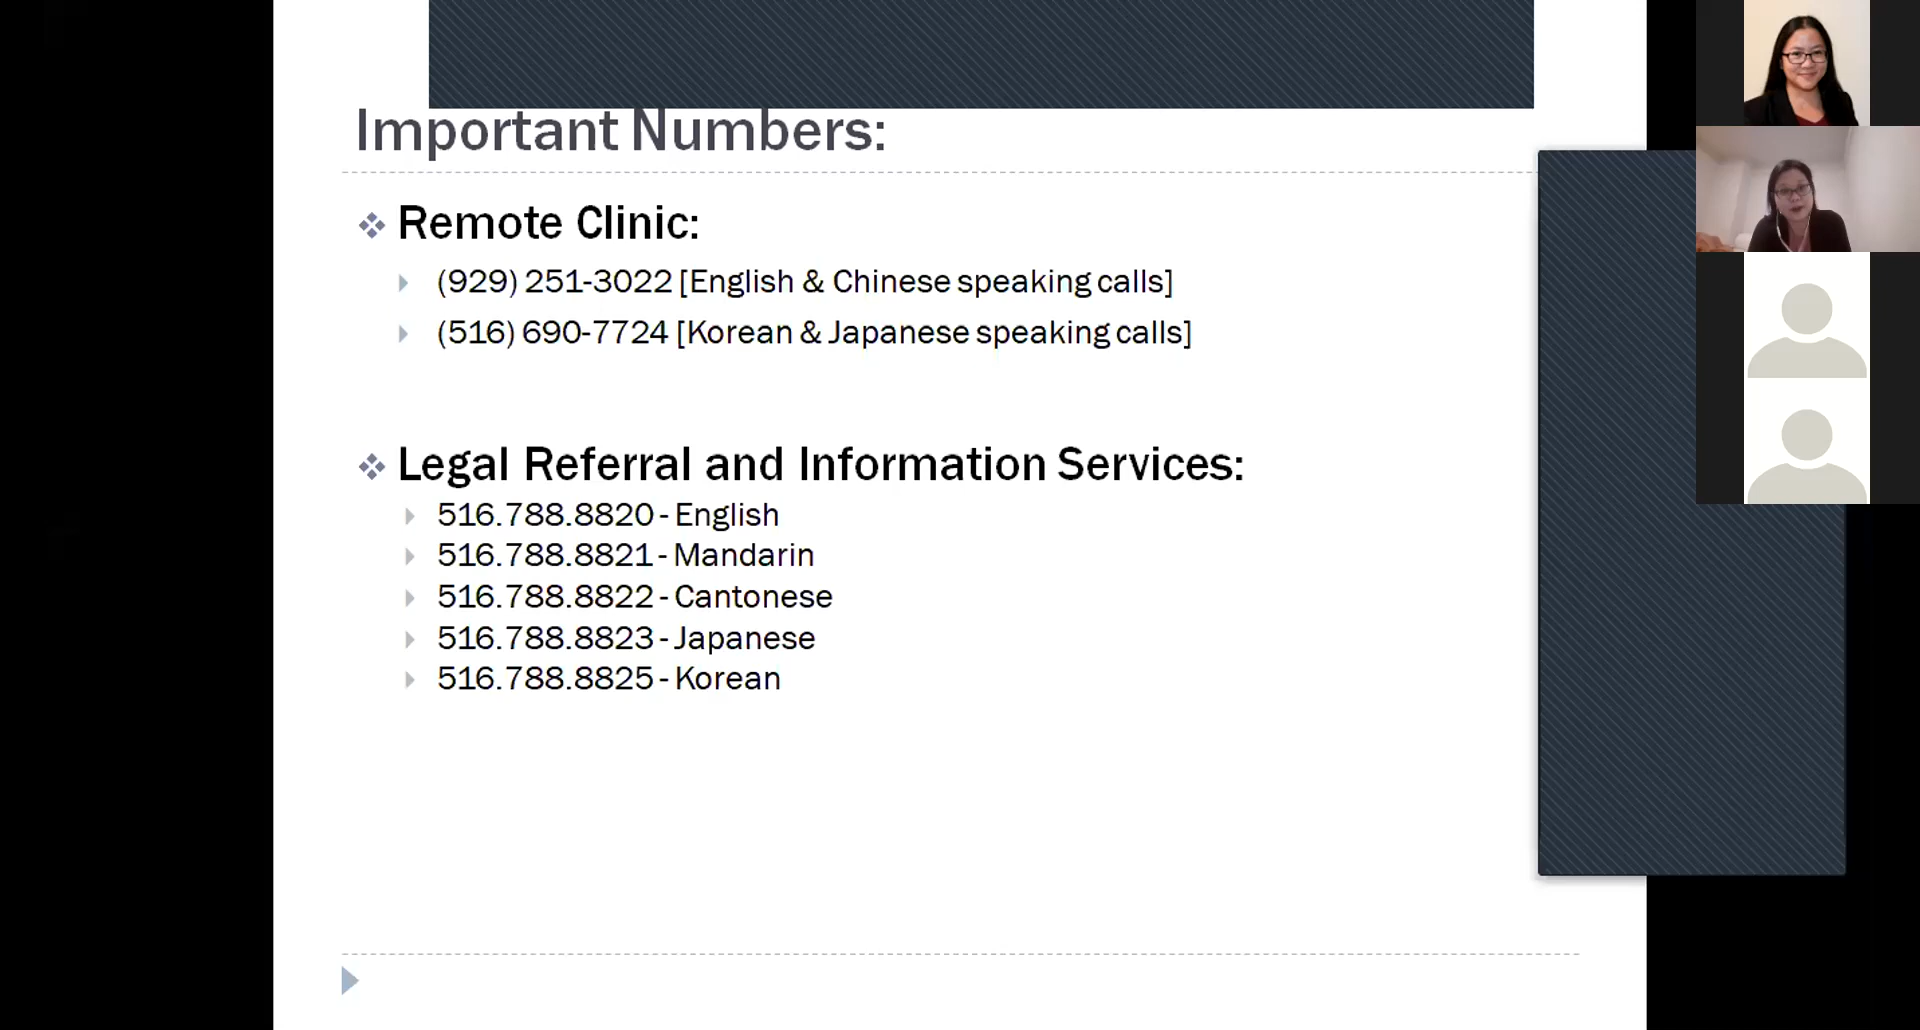 Important Numbers:
Remote Clinic:
(929) 251-3022 [English & Chinese speaking calls]
(516) 690-7724 [Korean & Japanese speaking calls]
Legal Referral and Information Services:
516.788.8820 - English
516.788.8821 - Mandarin
516.788.8822 - Cantonese
516.788.8823 - Japanese
516.788.8825 - Korean